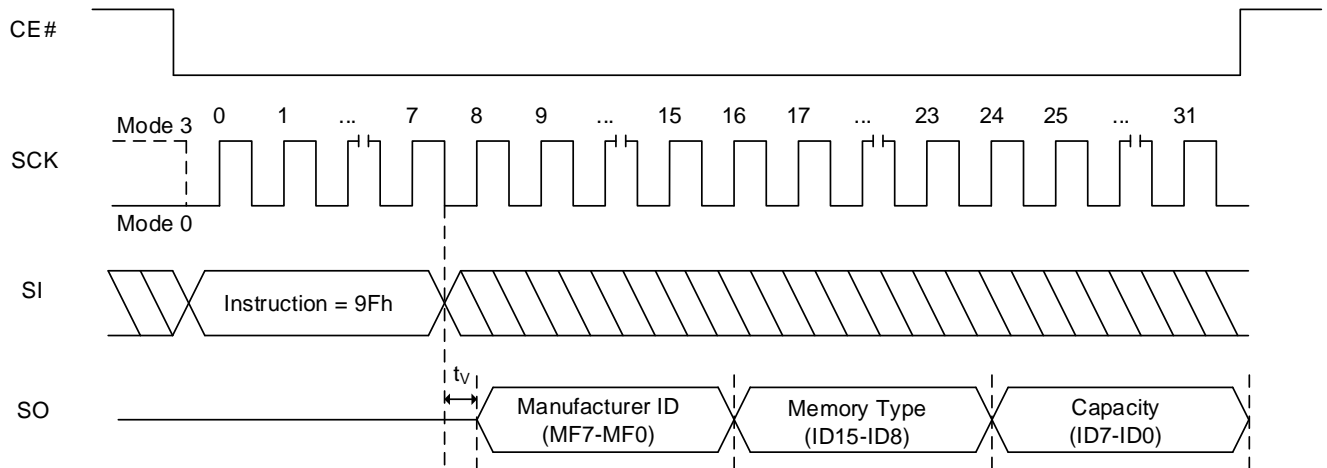 CE#
0 1 ... 7 8 9 ... 15 16 17 ... 23 24 25 ... 31
Mode 3
SCK
Mode 0
SI
Instruction = 9Fh
tV
SO
Manufacturer ID
(MF7-MF0)
Memory Type
(ID15-ID8)
Capacity
(ID7-ID0)